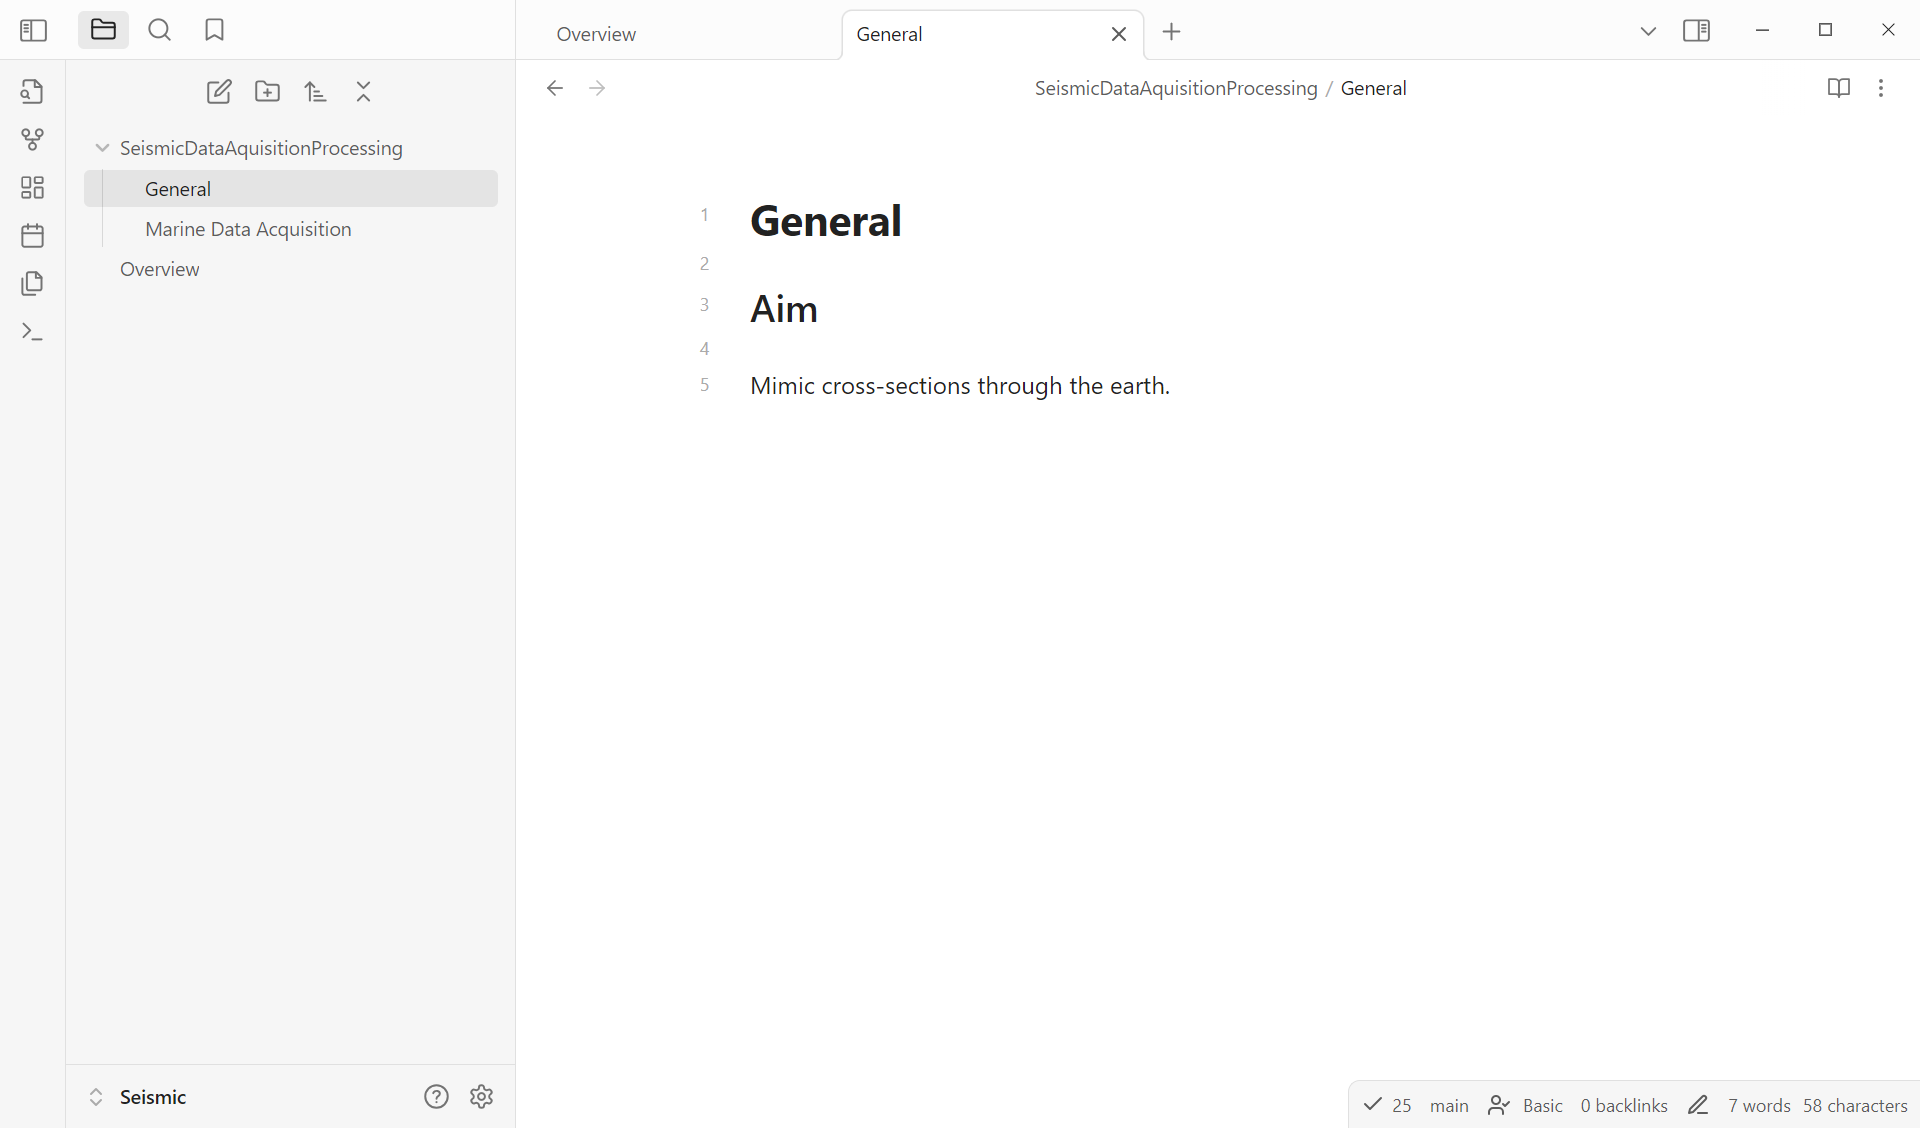 Overview
General
SeismicDataAquisitionProcessing / General
SeismicDataAquisitionProcessing
General
Marine Data Acquisition
Overview
1 General
2
3 Aim
4
5 Mimic cross-sections through the earth.
Seismic
25 main Basic 0 backlinks 7 words 58 characters